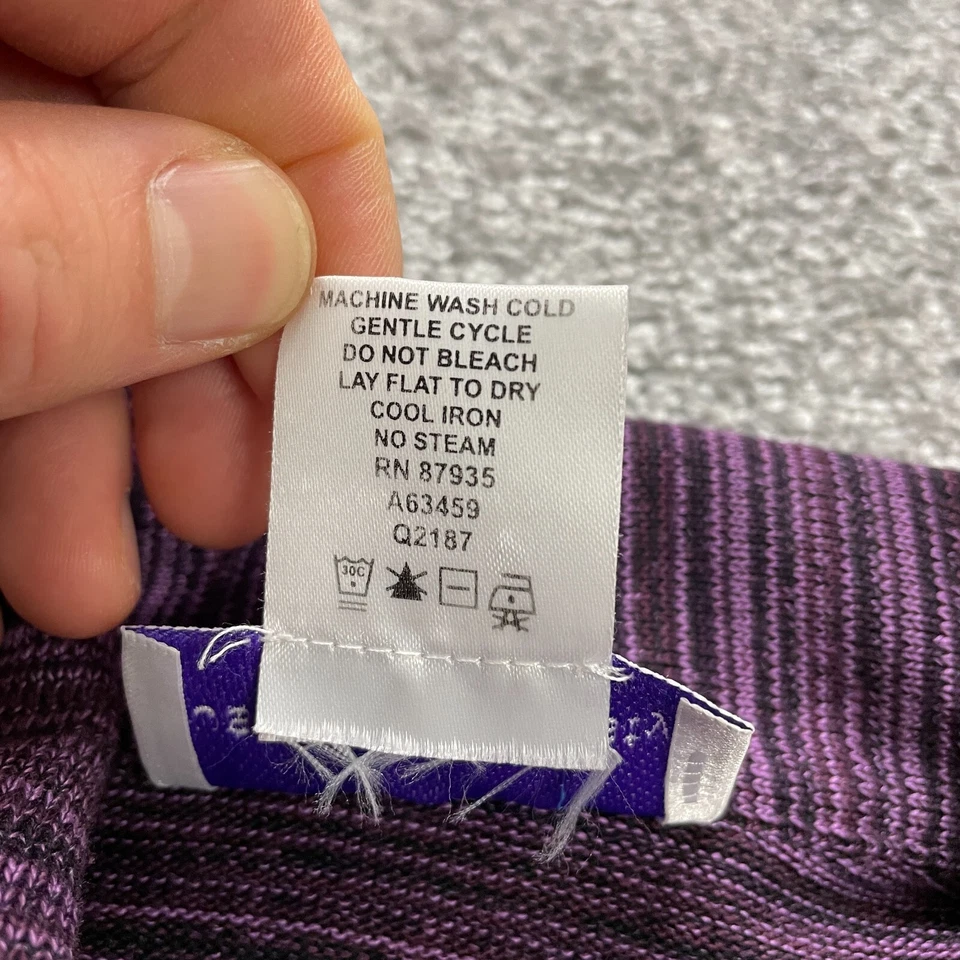 MACHINE WASH COLD
GENTLE CYCLE
DO NOT BLEACH
LAY FLAT TO DRY
COOL IRON
NO STEAM
RN 87935
A63459
Q2187
30C